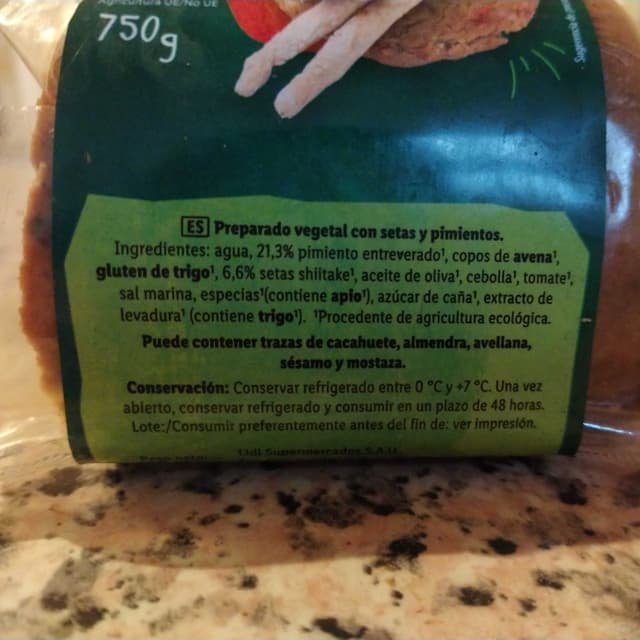 Agricultura UE/No UE
750g
ES Preparado vegetal con setas y pimientos.
Ingredientes: agua, 21,3% pimiento entreverado¹, copos de avena¹,
gluten de trigo¹, 6,6% setas shiitake¹, aceite de oliva¹, cebolla¹, tomate¹,
sal marina, especias¹(contiene apio¹), azúcar de caña¹, extracto de
levadura¹ (contiene trigo¹). ¹Procedente de agricultura ecológica.
Puede contener trazas de cacahuete, almendra, avellana,
sésamo y mostaza.
Conservación: Conservar refrigerado entre 0 °C y +7 °C. Una vez
abierto, conservar refrigerado y consumir en un plazo de 48 horas.
Lote:/Consumir preferentemente antes del fin de: ver impresión.
Lidl Supermercados S.A.U.